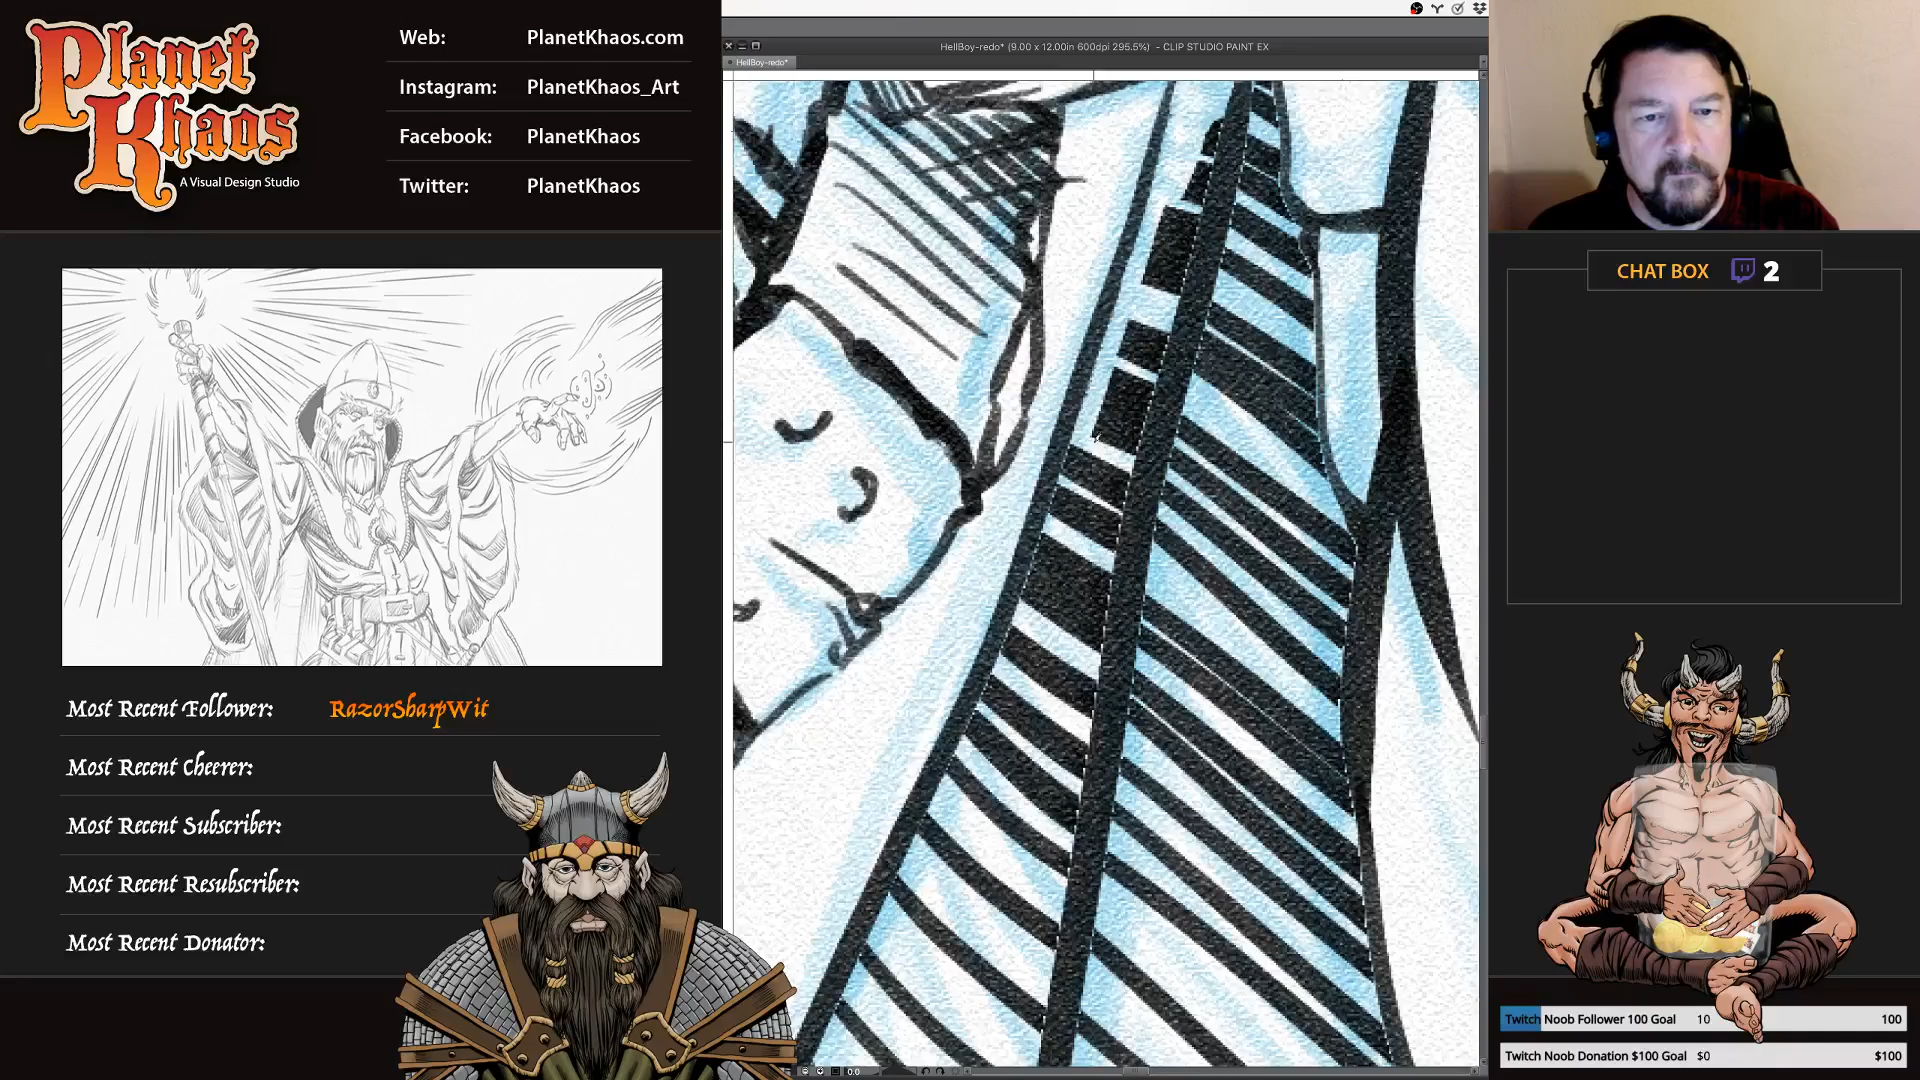 Planet
Khaos
A Visual Design Studio
Web: PlanetKhaos.com
Instagram: PlanetKhaos_Art
Facebook: PlanetKhaos
Twitter: PlanetKhaos
HellBoy-redo* (9.00 x 12.00in 600dpi 295.5%) - CLIP STUDIO PAINT EX
HellBoy-redo*
CHAT BOX 2
Most Recent Follower: RazorSharpWit
Most Recent Cheerer:
Most Recent Subscriber:
Most Recent Resubscriber:
Most Recent Donator:
0.0
Twitch Noob Follower 100 Goal 10 100
Twitch Noob Donation $100 Goal $0 $100